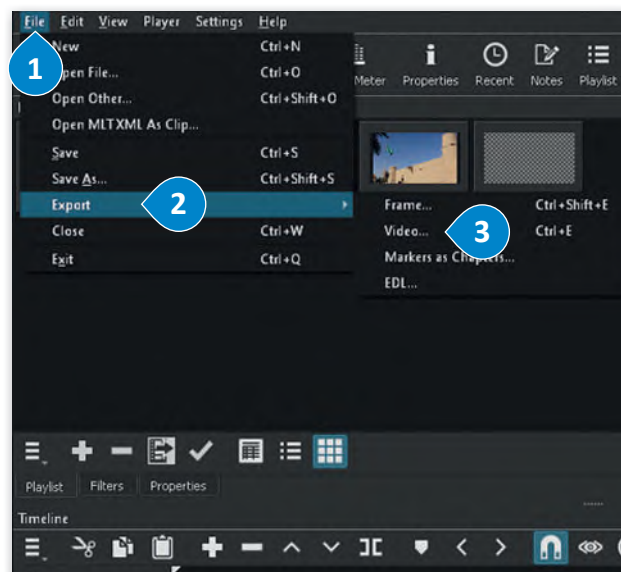 File Edit View Player Settings Help
New Ctrl+N
1
Open File... Ctrl+O
Meter Properties Recent Notes Playlist
Open Other... Ctrl+Shift+O
Open MLTXML As Clip...
Save Ctrl+S
Save As... Ctrl+Shift+S
Export 2
Frame... Ctrl+Shift+E
Close Ctrl+W
Video... 3 Ctrl+E
Exit Ctrl+Q
Markers as Chapters...
EDL...
Playlist Filters Properties
Timeline